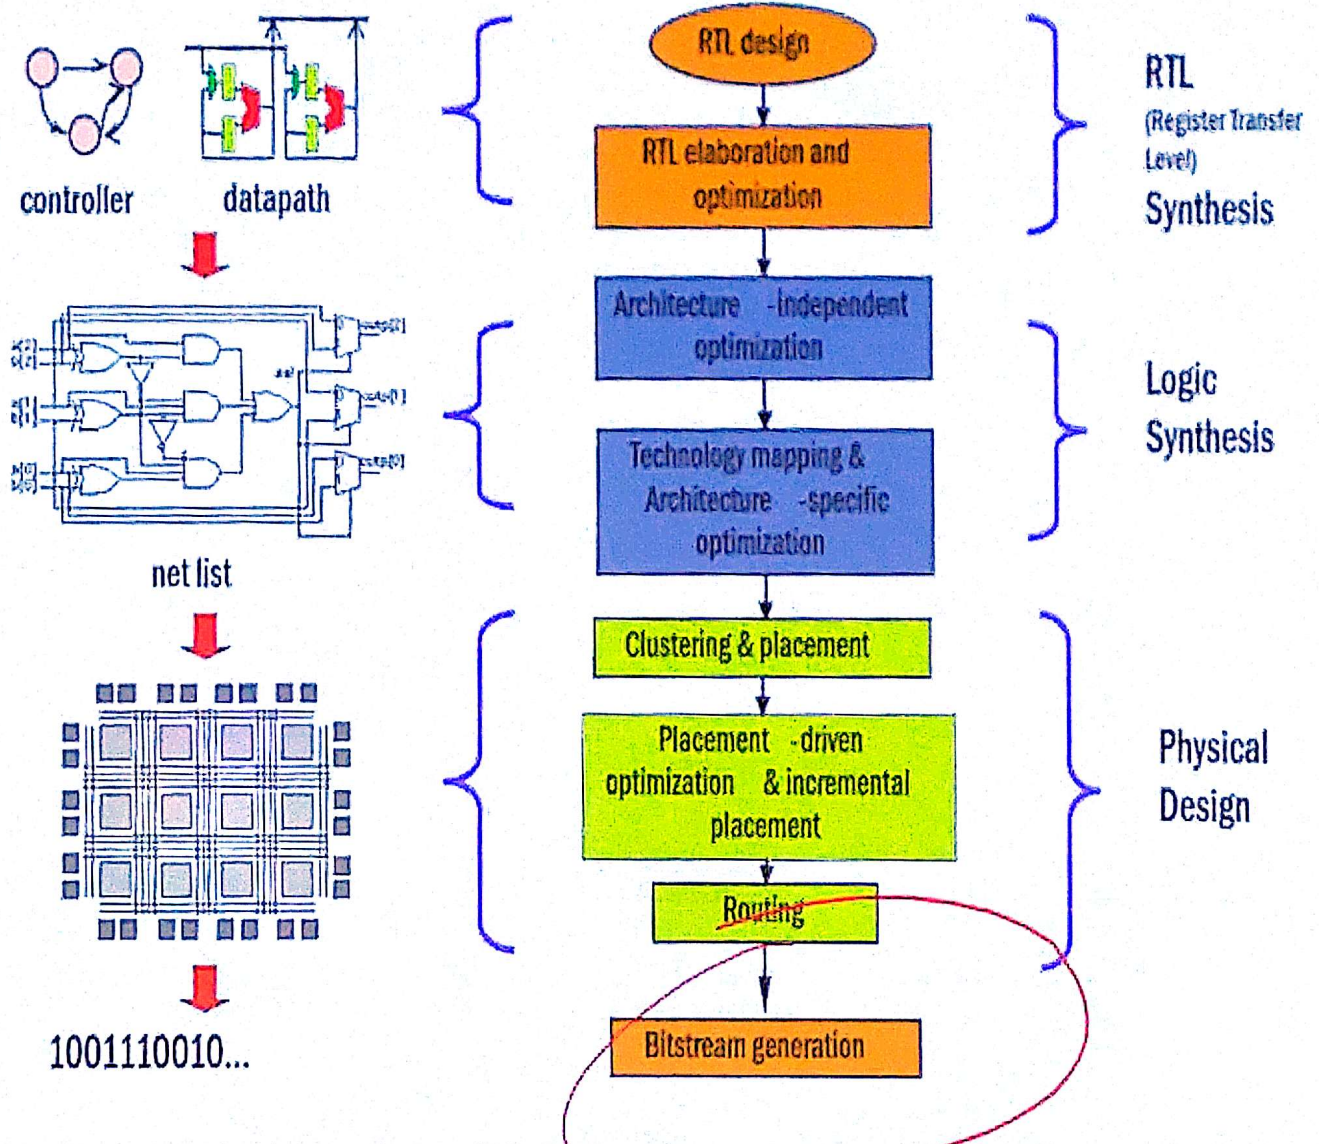 RTL design
RTL elaboration and
optimization
Architecture -independent
optimization
Technology mapping &
Architecture -specific
optimization
Clustering & placement
Placement -driven
optimization & incremental
placement
Routing
Bitstream generation
controller
datapath
net list
1001110010...
RTL
(Register Transfer
Level)
Synthesis
Logic
Synthesis
Physical
Design